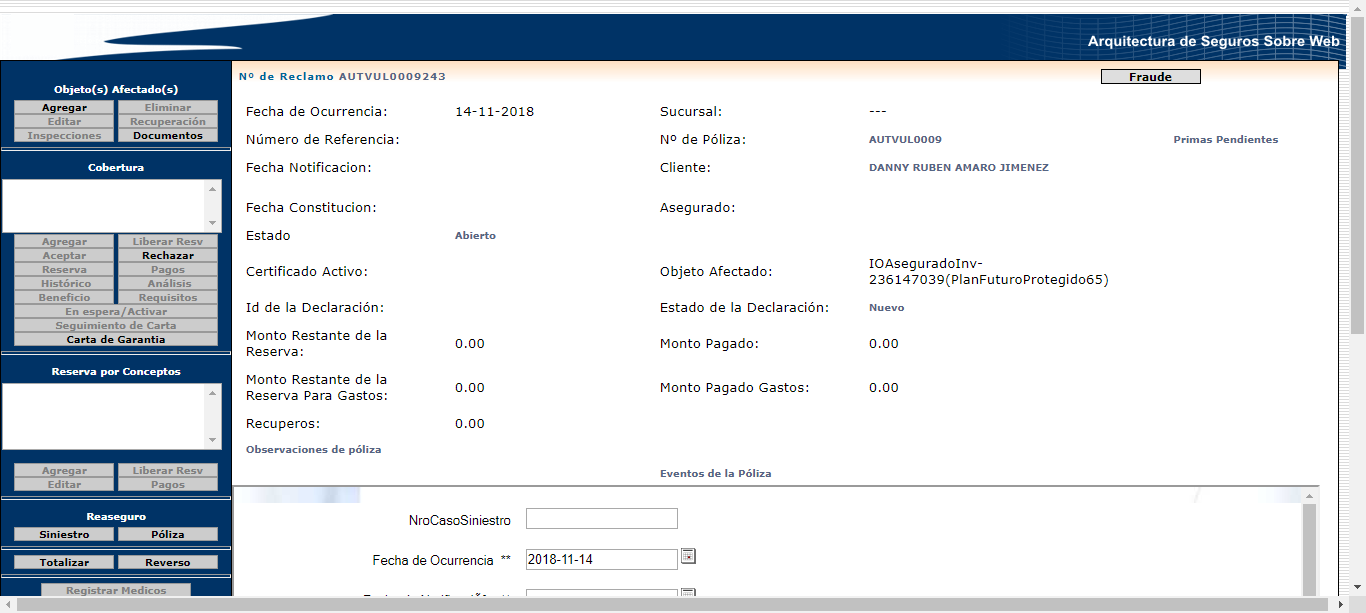 Arquitectura de Seguros Sobre Web
Objeto(s) Afectado(s)
Agregar Eliminar
Editar Recuperación
Inspecciones Documentos
Cobertura
Agregar Liberar Resv
Aceptar Rechazar
Reserva Pagos
Histórico Análisis
Beneficio Requisitos
En espera/Activar
Seguimiento de Carta
Carta de Garantia
Reserva por Conceptos
Agregar Liberar Resv
Editar Pagos
Reaseguro
Siniestro Póliza
Totalizar Reverso
Registrar Medicos
Nº de Reclamo AUTVUL0009243 Fraude
Fecha de Ocurrencia: 14-11-2018 Sucursal: ---
Número de Referencia: Nº de Póliza: AUTVUL0009 Primas Pendientes
Fecha Notificacion: Cliente: DANNY RUBEN AMARO JIMENEZ
Fecha Constitucion: Asegurado:
Estado Abierto
Certificado Activo: Objeto Afectado: IOAseguradoInv-
236147039(PlanFuturoProtegido65)
Id de la Declaración: Estado de la Declaración: Nuevo
Monto Restante de la
Reserva: 0.00 Monto Pagado: 0.00
Monto Restante de la
Reserva Para Gastos: 0.00 Monto Pagado Gastos: 0.00
Recuperos: 0.00
Observaciones de póliza
Eventos de la Póliza
NroCasoSiniestro
Fecha de Ocurrencia ** 2018-11-14